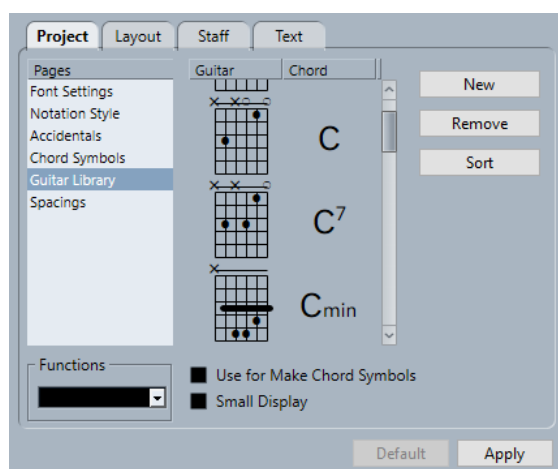 Project Layout Staff Text
Pages
Font Settings
Notation Style
Accidentals
Chord Symbols
Guitar Library
Spacings
Guitar Chord
C
C7
Cmin
New
Remove
Sort
Functions
Use for Make Chord Symbols
Small Display
Default Apply